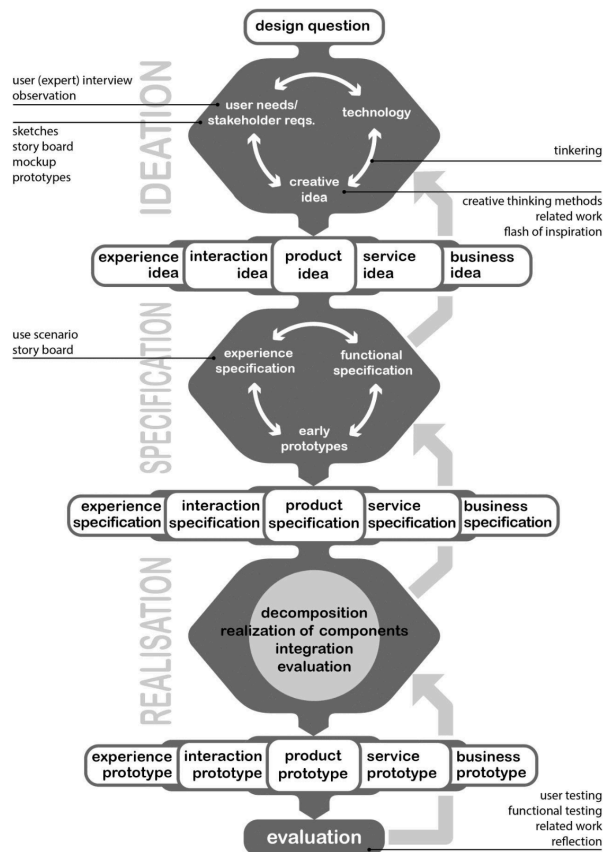 design question
IDEATION
user (expert) interview
observation
sketches
story board
mockup
prototypes
user needs/
stakeholder reqs.
technology
creative
idea
tinkering
creative thinking methods
related work
flash of inspiration
experience
idea
interaction
idea
product
idea
service
idea
business
idea
SPECIFICATION
use scenario
story board
experience
specification
functional
specification
early
prototypes
experience
specification
interaction
specification
product
specification
service
specification
business
specification
REALISATION
decomposition
realization of components
integration
evaluation
experience
prototype
interaction
prototype
product
prototype
service
prototype
business
prototype
evaluation
user testing
functional testing
related work
reflection